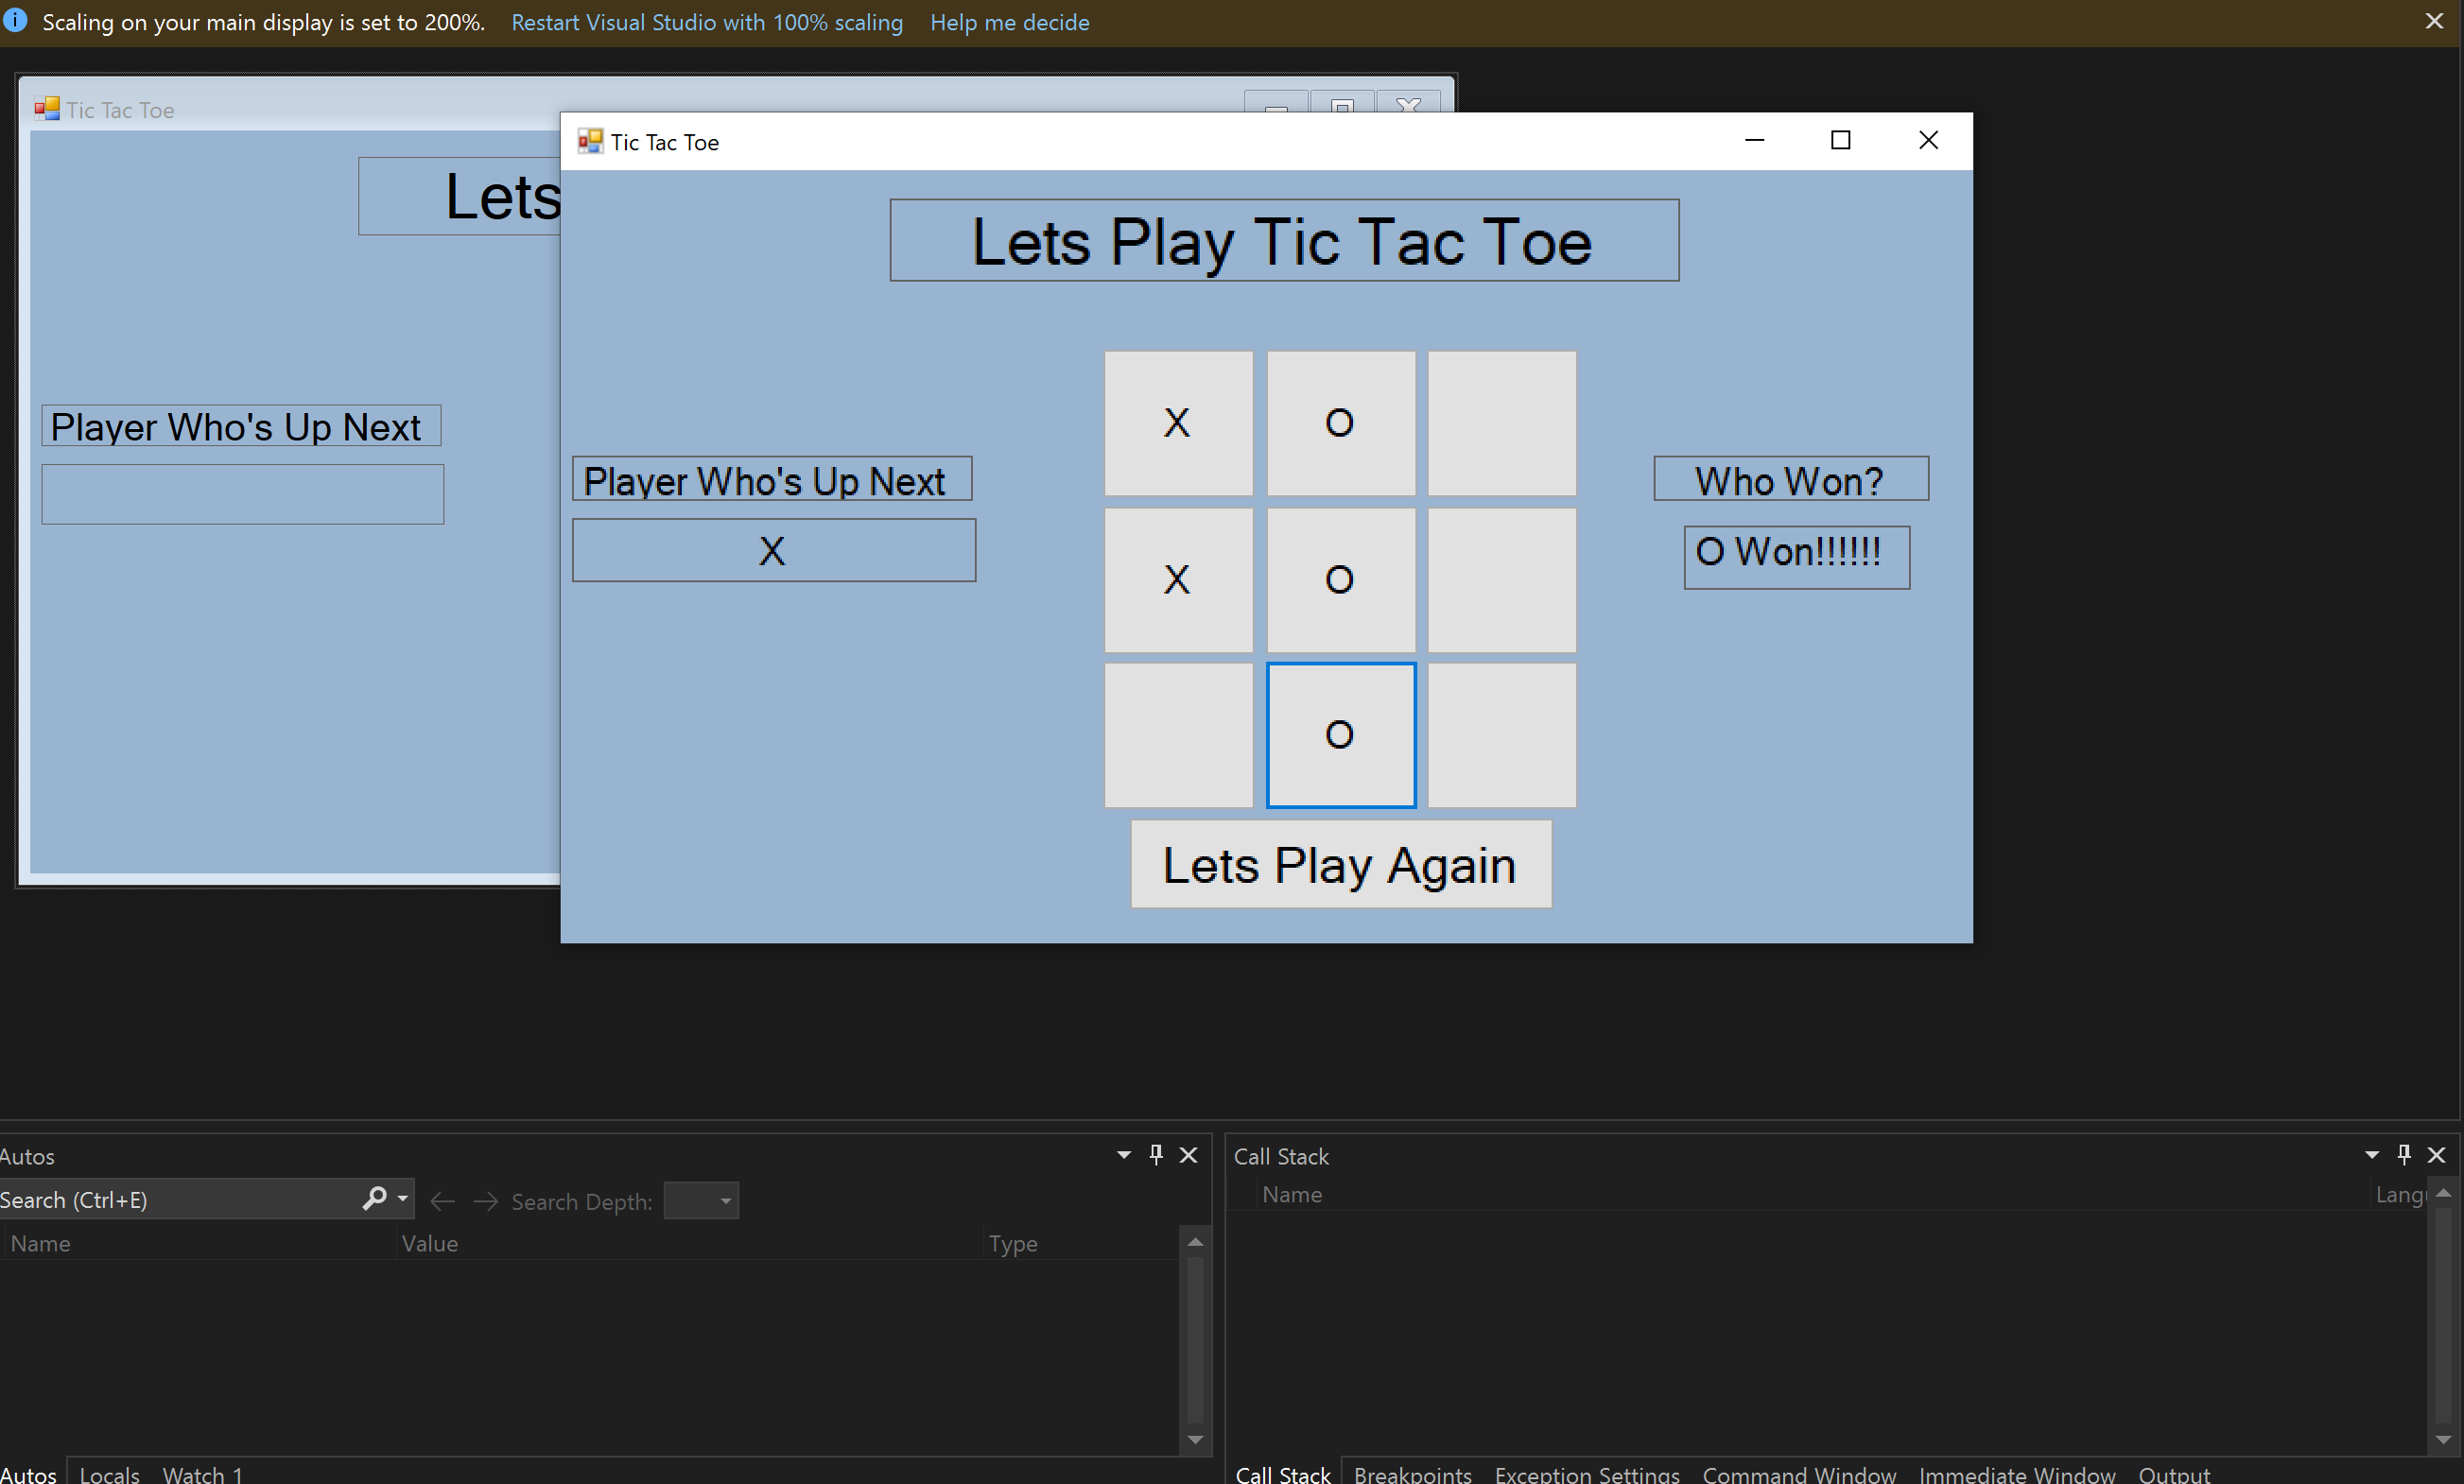 Scaling on your main display is set to 200%. Restart Visual Studio with 100% scaling Help me decide
Tic Tac Toe
Lets
Player Who's Up Next
Tic Tac Toe
Lets Play Tic Tac Toe
X O
Player Who's Up Next
X
X O
Who Won?
O Won!!!!!!
O
Lets Play Again
Autos
Search (Ctrl+E) Search Depth:
Name Value Type
Autos Locals Watch 1
Call Stack
Name Langu
Call Stack Breakpoints Exception Settings Command Window Immediate Window Output